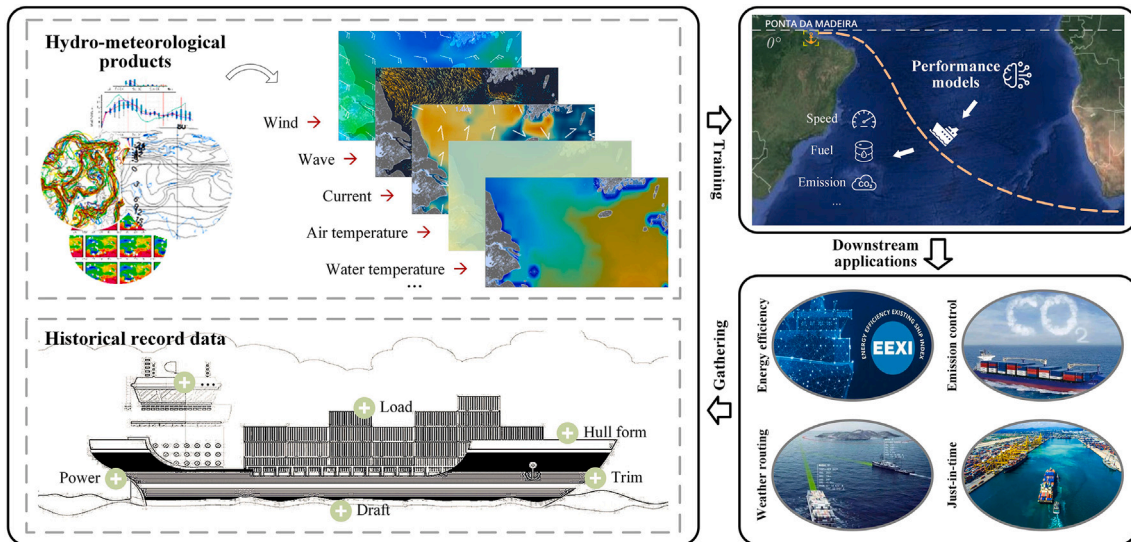 Hydro-meteorological
products
Wind
Wave
Current
Air temperature
Water temperature
...
Historical record data
...
Load
Hull form
Power
Trim
Draft
Training
PONTA DA MADEIRA
0°
Performance
models
Speed
Fuel
Emission
CO₂
...
Downstream
applications
Gathering
Energy efficiency
ENERGY EFFICIENCY EXISTING SHIP INDEX
EEXI
Emission control
CO2
Weather routing
Just-in-time